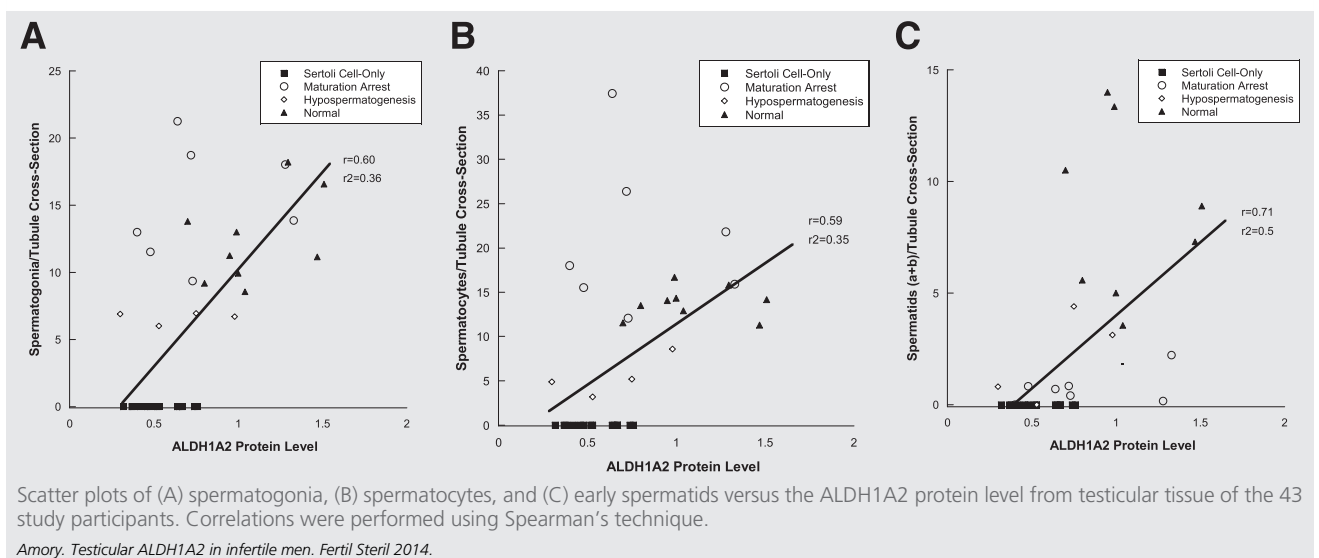 A
25
20
15
10
5
0
Spermatogonia/Tubule Cross-Section
Sertoli Cell-Only
Maturation Arrest
Hypospermatogenesis
Normal
r=0.60
r2=0.36
0
0.5
1
1.5
2
ALDH1A2 Protein Level
B
40
35
30
25
20
15
10
5
0
Spermatocytes/Tubule Cross-Section
Sertoli Cell-Only
Maturation Arrest
Hypospermatogenesis
Normal
r=0.59
r2=0.35
0
0.5
1
1.5
2
ALDH1A2 Protein Level
C
15
10
5
0
Spermatids (a+b)/Tubule Cross-Section
Sertoli Cell-Only
Maturation Arrest
Hypospermatogenesis
Normal
r=0.71
r2=0.5
0
0.5
1
1.5
2
ALDH1A2 Protein Level
Scatter plots of (A) spermatogonia, (B) spermatocytes, and (C) early spermatids versus the ALDH1A2 protein level from testicular tissue of the 43
study participants. Correlations were performed using Spearman's technique.
Amory. Testicular ALDH1A2 in infertile men. Fertil Steril 2014.